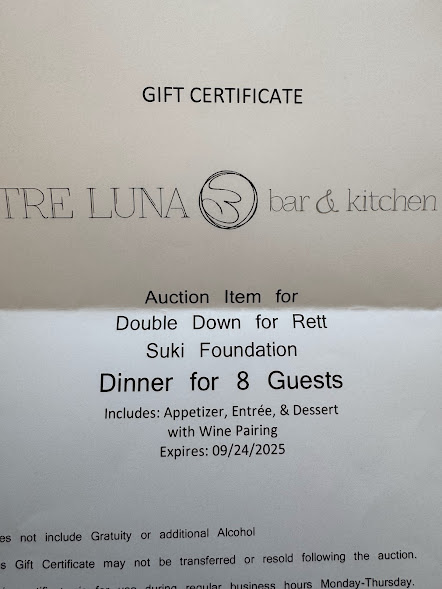 GIFT CERTIFICATE
TRE LUNA bar & kitchen
Auction Item for
Double Down for Rett
Suki Foundation
Dinner for 8 Guests
Includes: Appetizer, Entrée, & Dessert
with Wine Pairing
Expires: 09/24/2025
es not include Gratuity or additional Alcohol
s Gift Certificate may not be transferred or resold following the auction.
for use during regular business hours Monday-Thursday.